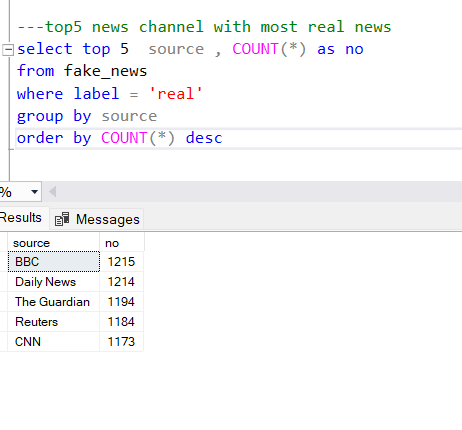 ---top5 news channel with most real news
select top 5  source , COUNT(*) as no
from fake_news
where label = 'real'
group by source
order by COUNT(*) desc
%
Results Messages
source no
BBC 1215
Daily News 1214
The Guardian 1194
Reuters 1184
CNN 1173